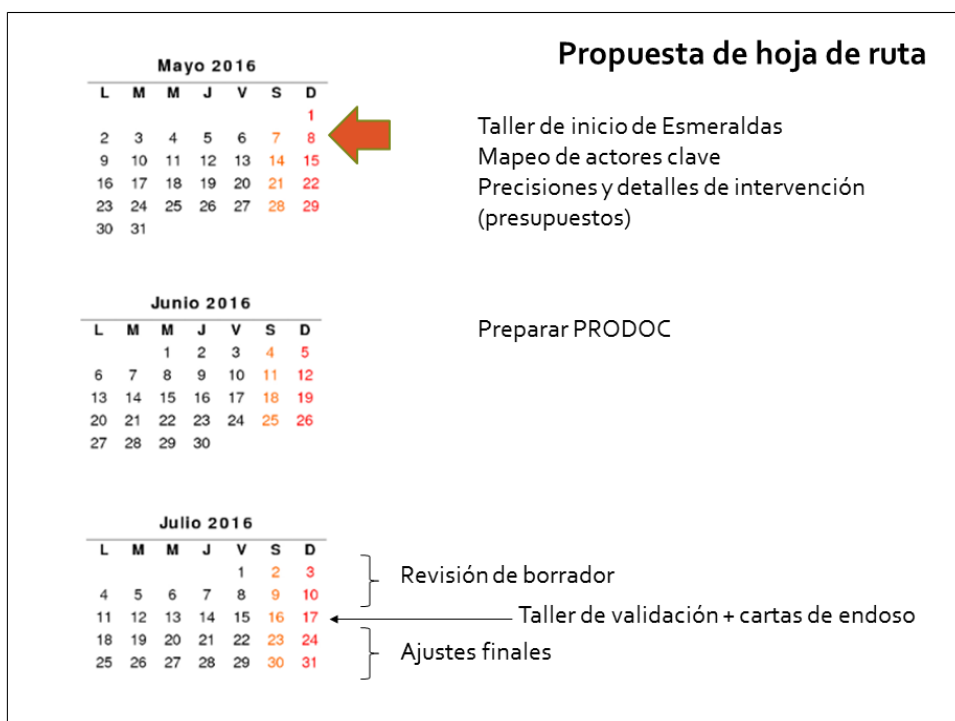 Propuesta de hoja de ruta
Mayo 2016
L M M J V S D
1
2 3 4 5 6 7 8
9 10 11 12 13 14 15
16 17 18 19 20 21 22
23 24 25 26 27 28 29
30 31
Taller de inicio de Esmeraldas
Mapeo de actores clave
Precisiones y detalles de intervención
(presupuestos)
Junio 2016
L M M J V S D
1 2 3 4 5
6 7 8 9 10 11 12
13 14 15 16 17 18 19
20 21 22 23 24 25 26
27 28 29 30
Preparar PRODOC
Julio 2016
L M M J V S D
1 2 3
4 5 6 7 8 9 10
11 12 13 14 15 16 17
18 19 20 21 22 23 24
25 26 27 28 29 30 31
Revisión de borrador
Taller de validación + cartas de endoso
Ajustes finales